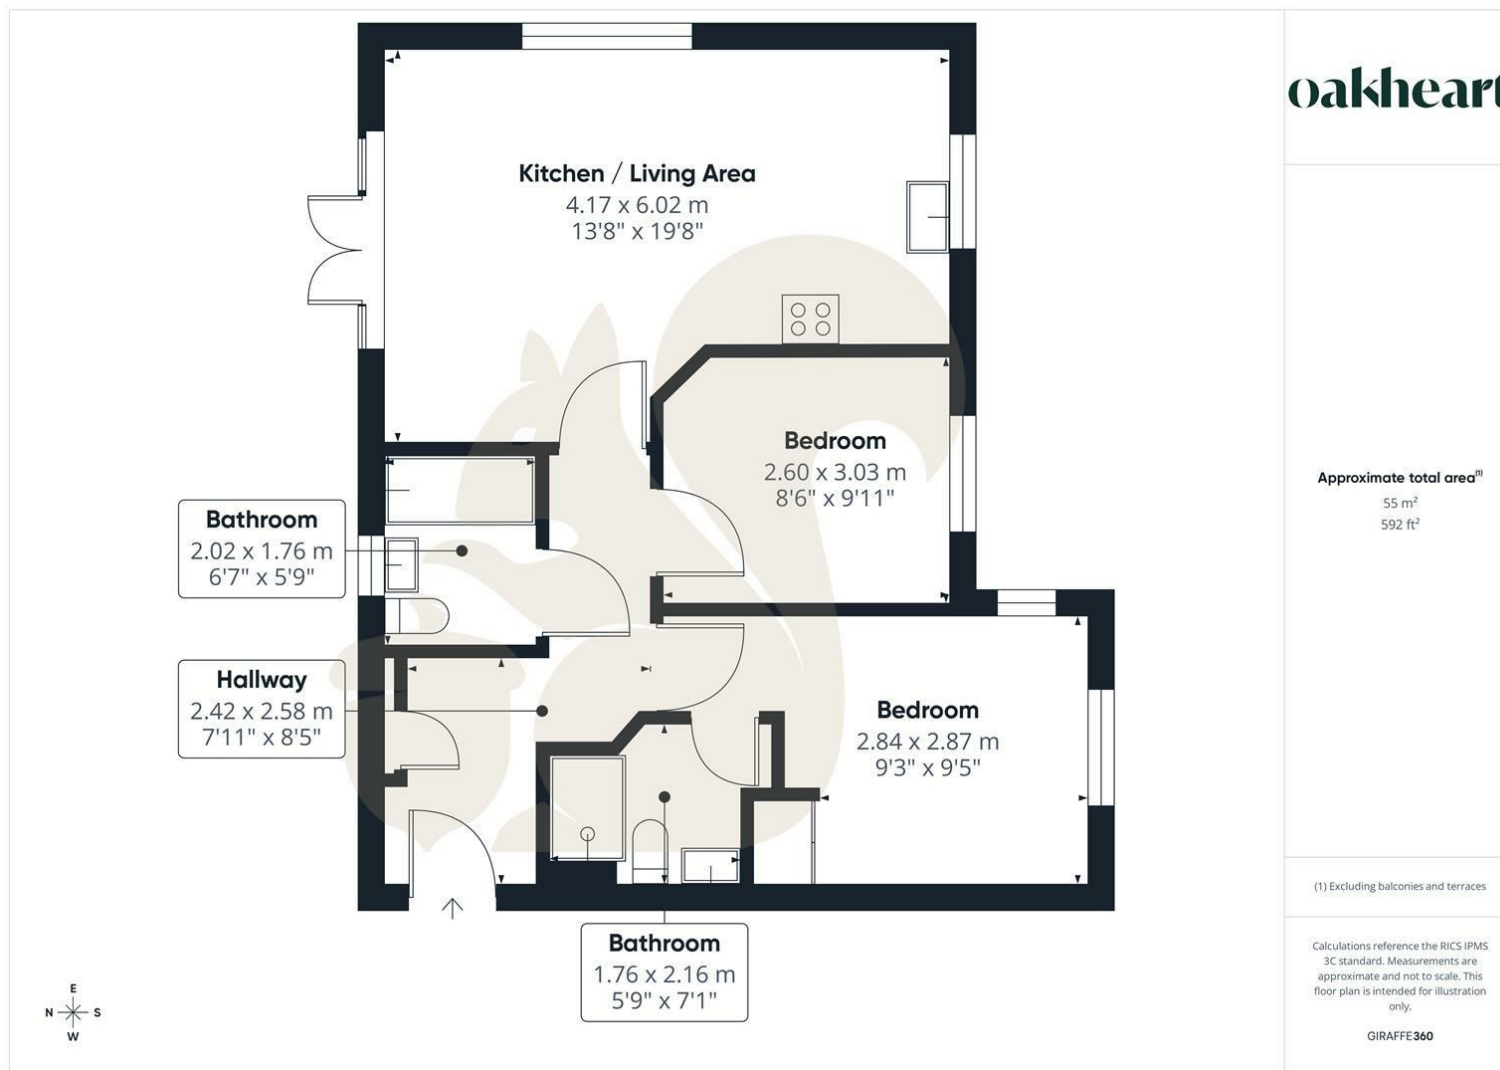 Kitchen / Living Area
4.17 x 6.02 m
13'8" x 19'8"
Bedroom
2.60 x 3.03 m
8'6" x 9'11"
Bathroom
2.02 x 1.76 m
6'7" x 5'9"
Hallway
2.42 x 2.58 m
7'11" x 8'5"
Bedroom
2.84 x 2.87 m
9'3" x 9'5"
Bathroom
1.76 x 2.16 m
5'9" x 7'1"
E
N S
W
oakheart
Approximate total area(1)
55 m²
592 ft²
(1) Excluding balconies and terraces
Calculations reference the RICS IPMS
3C standard. Measurements are
approximate and not to scale. This
floor plan is intended for illustration
only.
GIRAFFE360